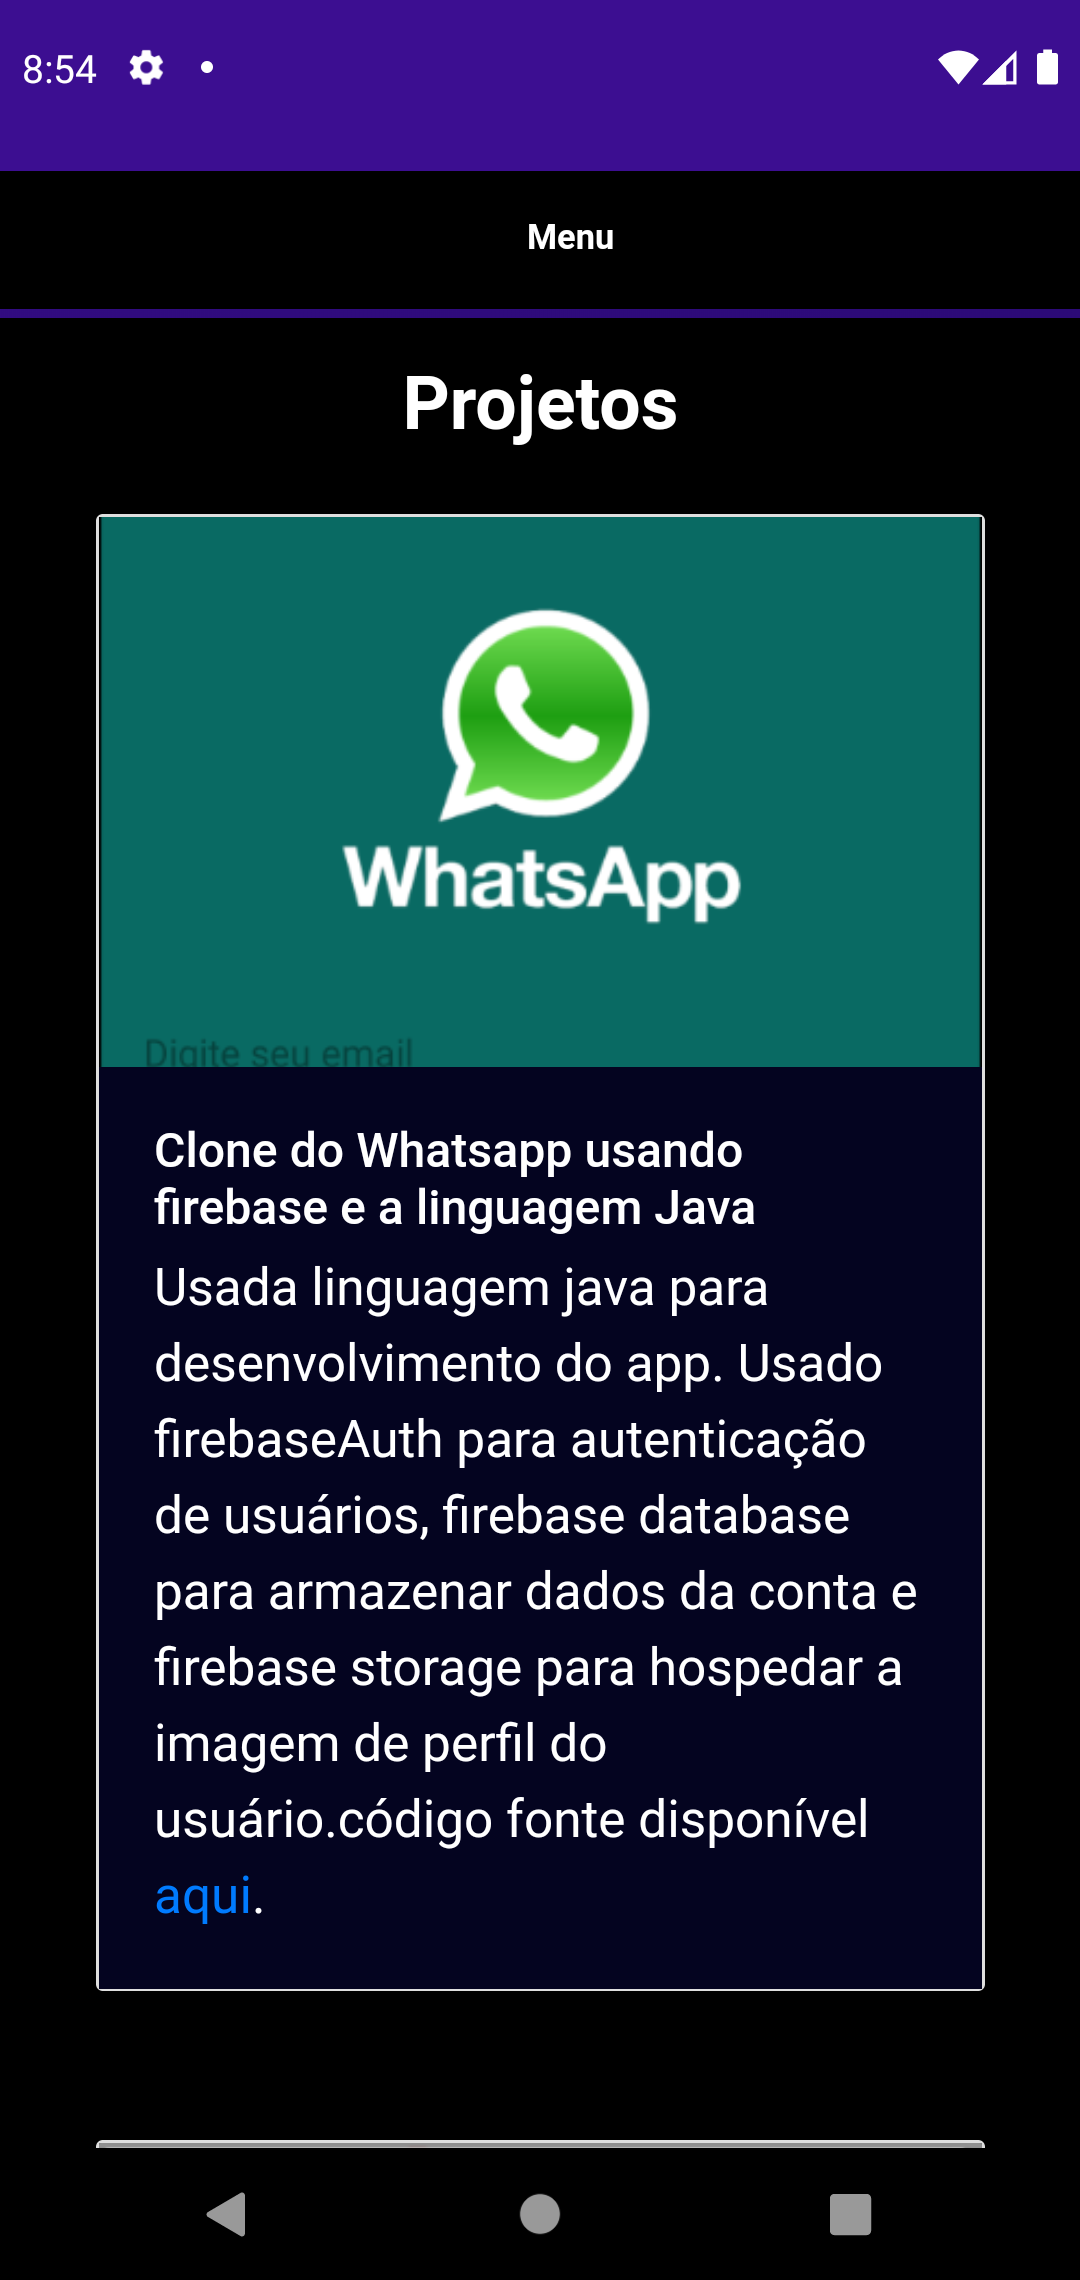 8:54
Menu
Projetos
WhatsApp
Digite seu email
Clone do Whatsapp usando
firebase e a linguagem Java
Usada linguagem java para
desenvolvimento do app. Usado
firebaseAuth para autenticação
de usuários, firebase database
para armazenar dados da conta e
firebase storage para hospedar a
imagem de perfil do
usuário.código fonte disponível
aqui.